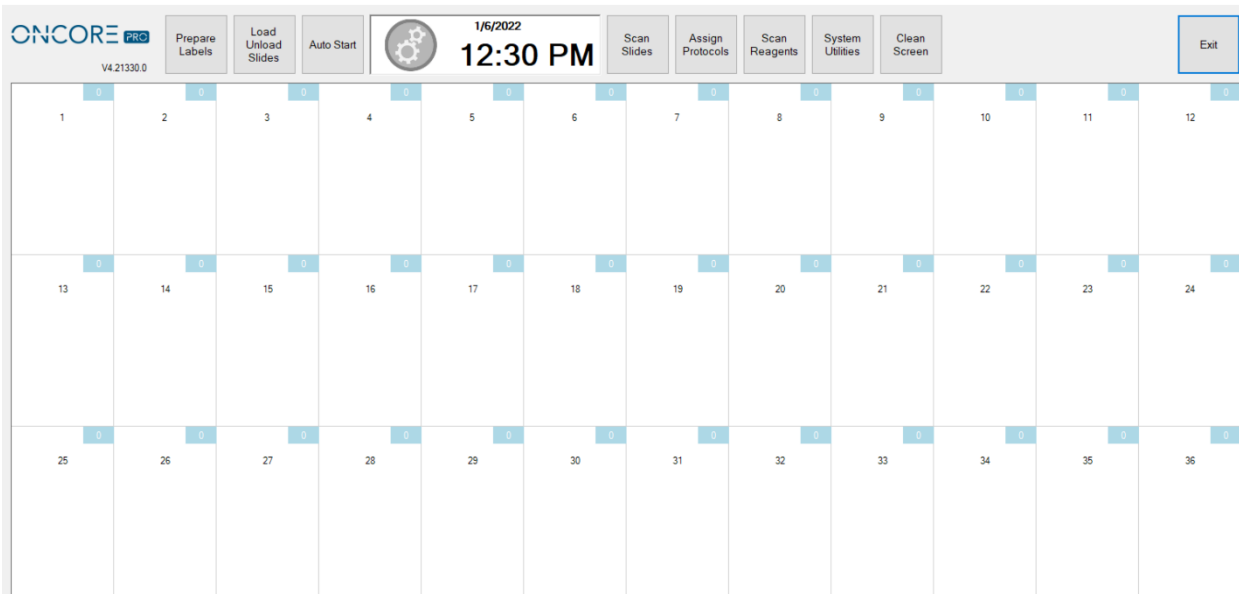 ONCORE PRO
V4.21330.0
Prepare
Labels
Load
Unload
Slides
Auto Start
1/6/2022
12:30 PM
Scan
Slides
Assign
Protocols
Scan
Reagents
System
Utilities
Clean
Screen
Exit
0 0 0 0 0 0 0 0 0 0 0 0
1 2 3 4 5 6 7 8 9 10 11 12
0 0 0 0 0 0 0 0 0 0 0 0
13 14 15 16 17 18 19 20 21 22 23 24
0 0 0 0 0 0 0 0 0 0 0 0
25 26 27 28 29 30 31 32 33 34 35 36